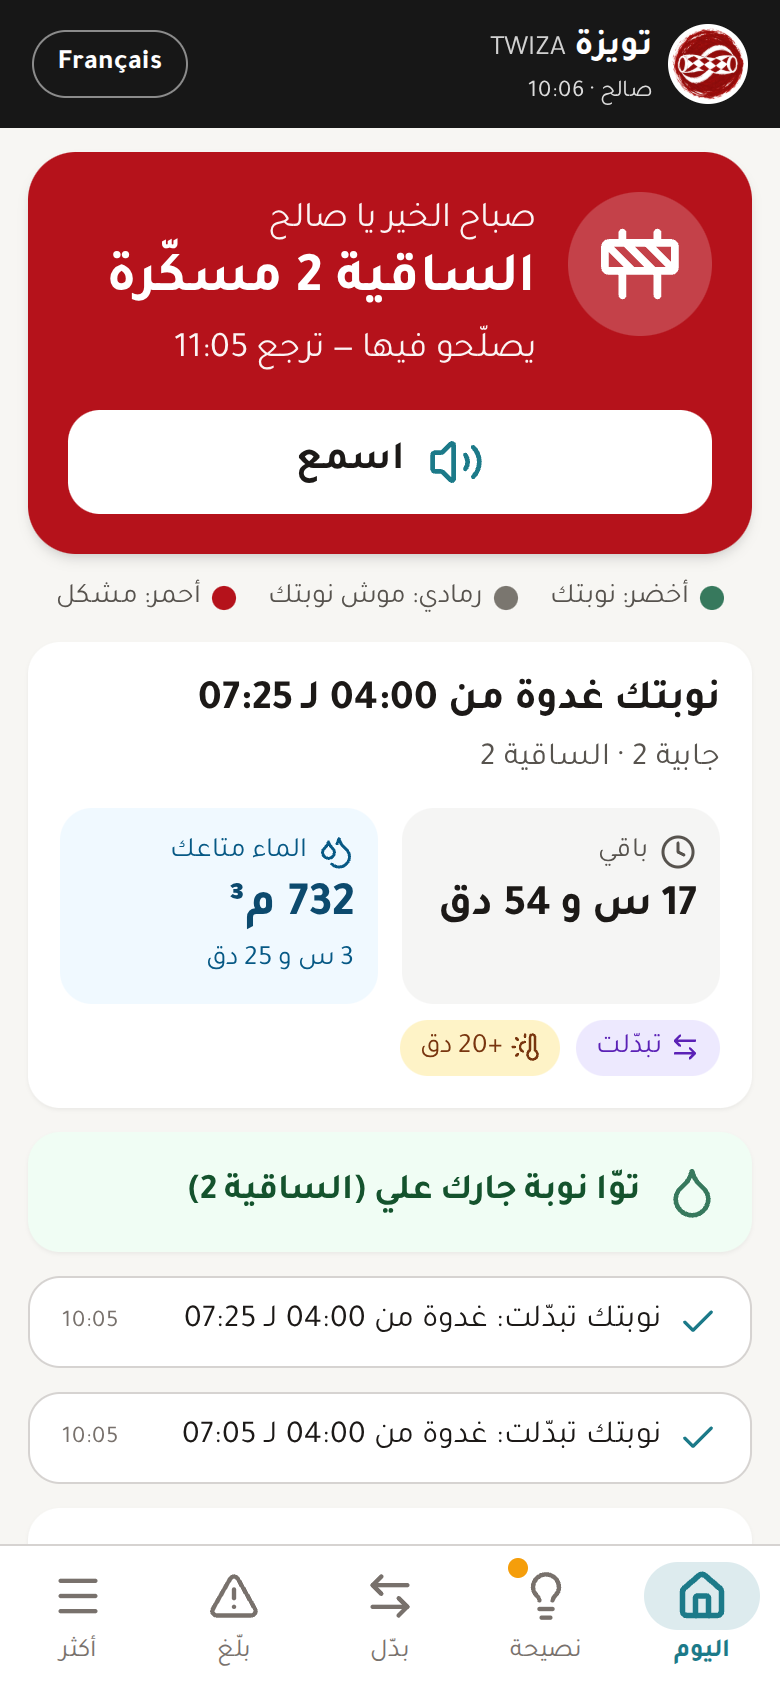 تويزة TWIZA
صالح · 10:06
Français
صباح الخير يا صالح
الساقية 2 مسكّرة
يصلّحو فيها – ترجع 11:05
اسمع
أخضر: نوبتك
رمادي: موش نوبتك
أحمر: مشكل
نوبتك غدوة من 04:00 لـ 07:25
جابية 2 · الساقية 2
باقي
17 س و 54 دق
الماء متاعك
732 م³
3 س و 25 دق
تبدّلت
+20 دق
توّا نوبة جارك علي (الساقية 2)
نوبتك تبدّلت: غدوة من 04:00 لـ 07:25
10:05
نوبتك تبدّلت: غدوة من 04:00 لـ 07:05
10:05
اليوم
نصيحة
بدّل
بلّغ
أكثر